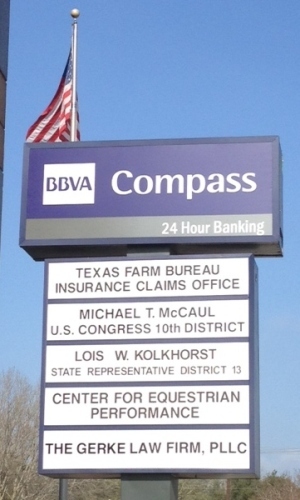 BBVA Compass
24 Hour Banking
TEXAS FARM BUREAU
INSURANCE CLAIMS OFFICE
MICHAEL T. McCAUL
U.S. CONGRESS 10th DISTRICT
LOIS W. KOLKHORST
STATE REPRESENTATIVE DISTRICT 13
CENTER FOR EQUESTRIAN
PERFORMANCE
THE GERKE LAW FIRM, PLLC